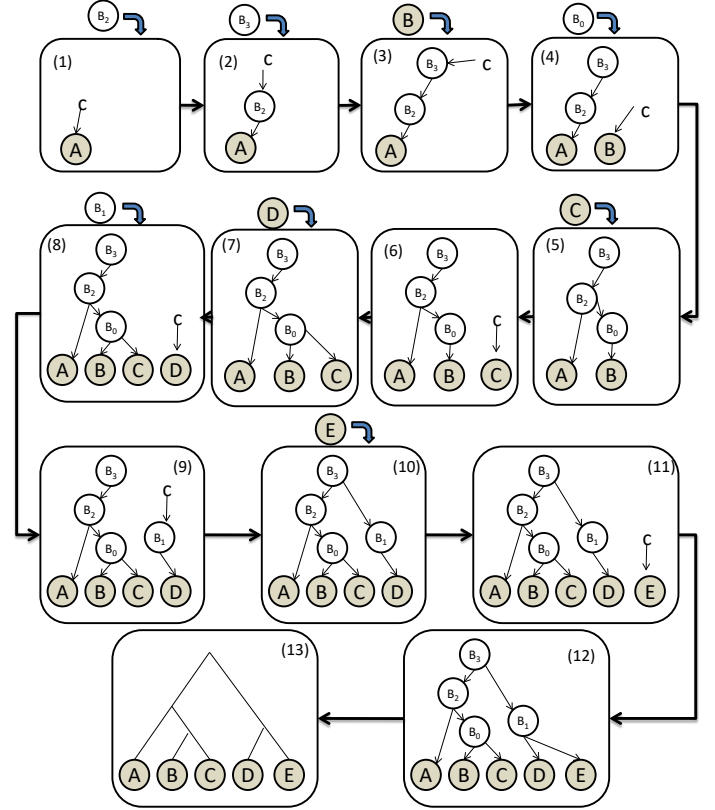 B₂ B₃ B B₀
(1) (2) (3) (4)
C C B₃ C B₃
B₂ B₂ B₂ C
A A A A B
B₁ D C
(8) (7) (6) (5)
B₃ B₃ B₃ B₃
B₂ B₂ B₂ B₂
B₀ C B₀ B₀ C B₀
A B C D A B C A B C A B
E
(9) (10) (11)
B₃ B₃ B₃
B₂ C B₂ B₂
B₀ B₁ B₀ B₁ B₀ B₁ C
A B C D A B C D A B C D E
(13) (12)
B₃
B₂
B₀ B₁
A B C D E A B C D E